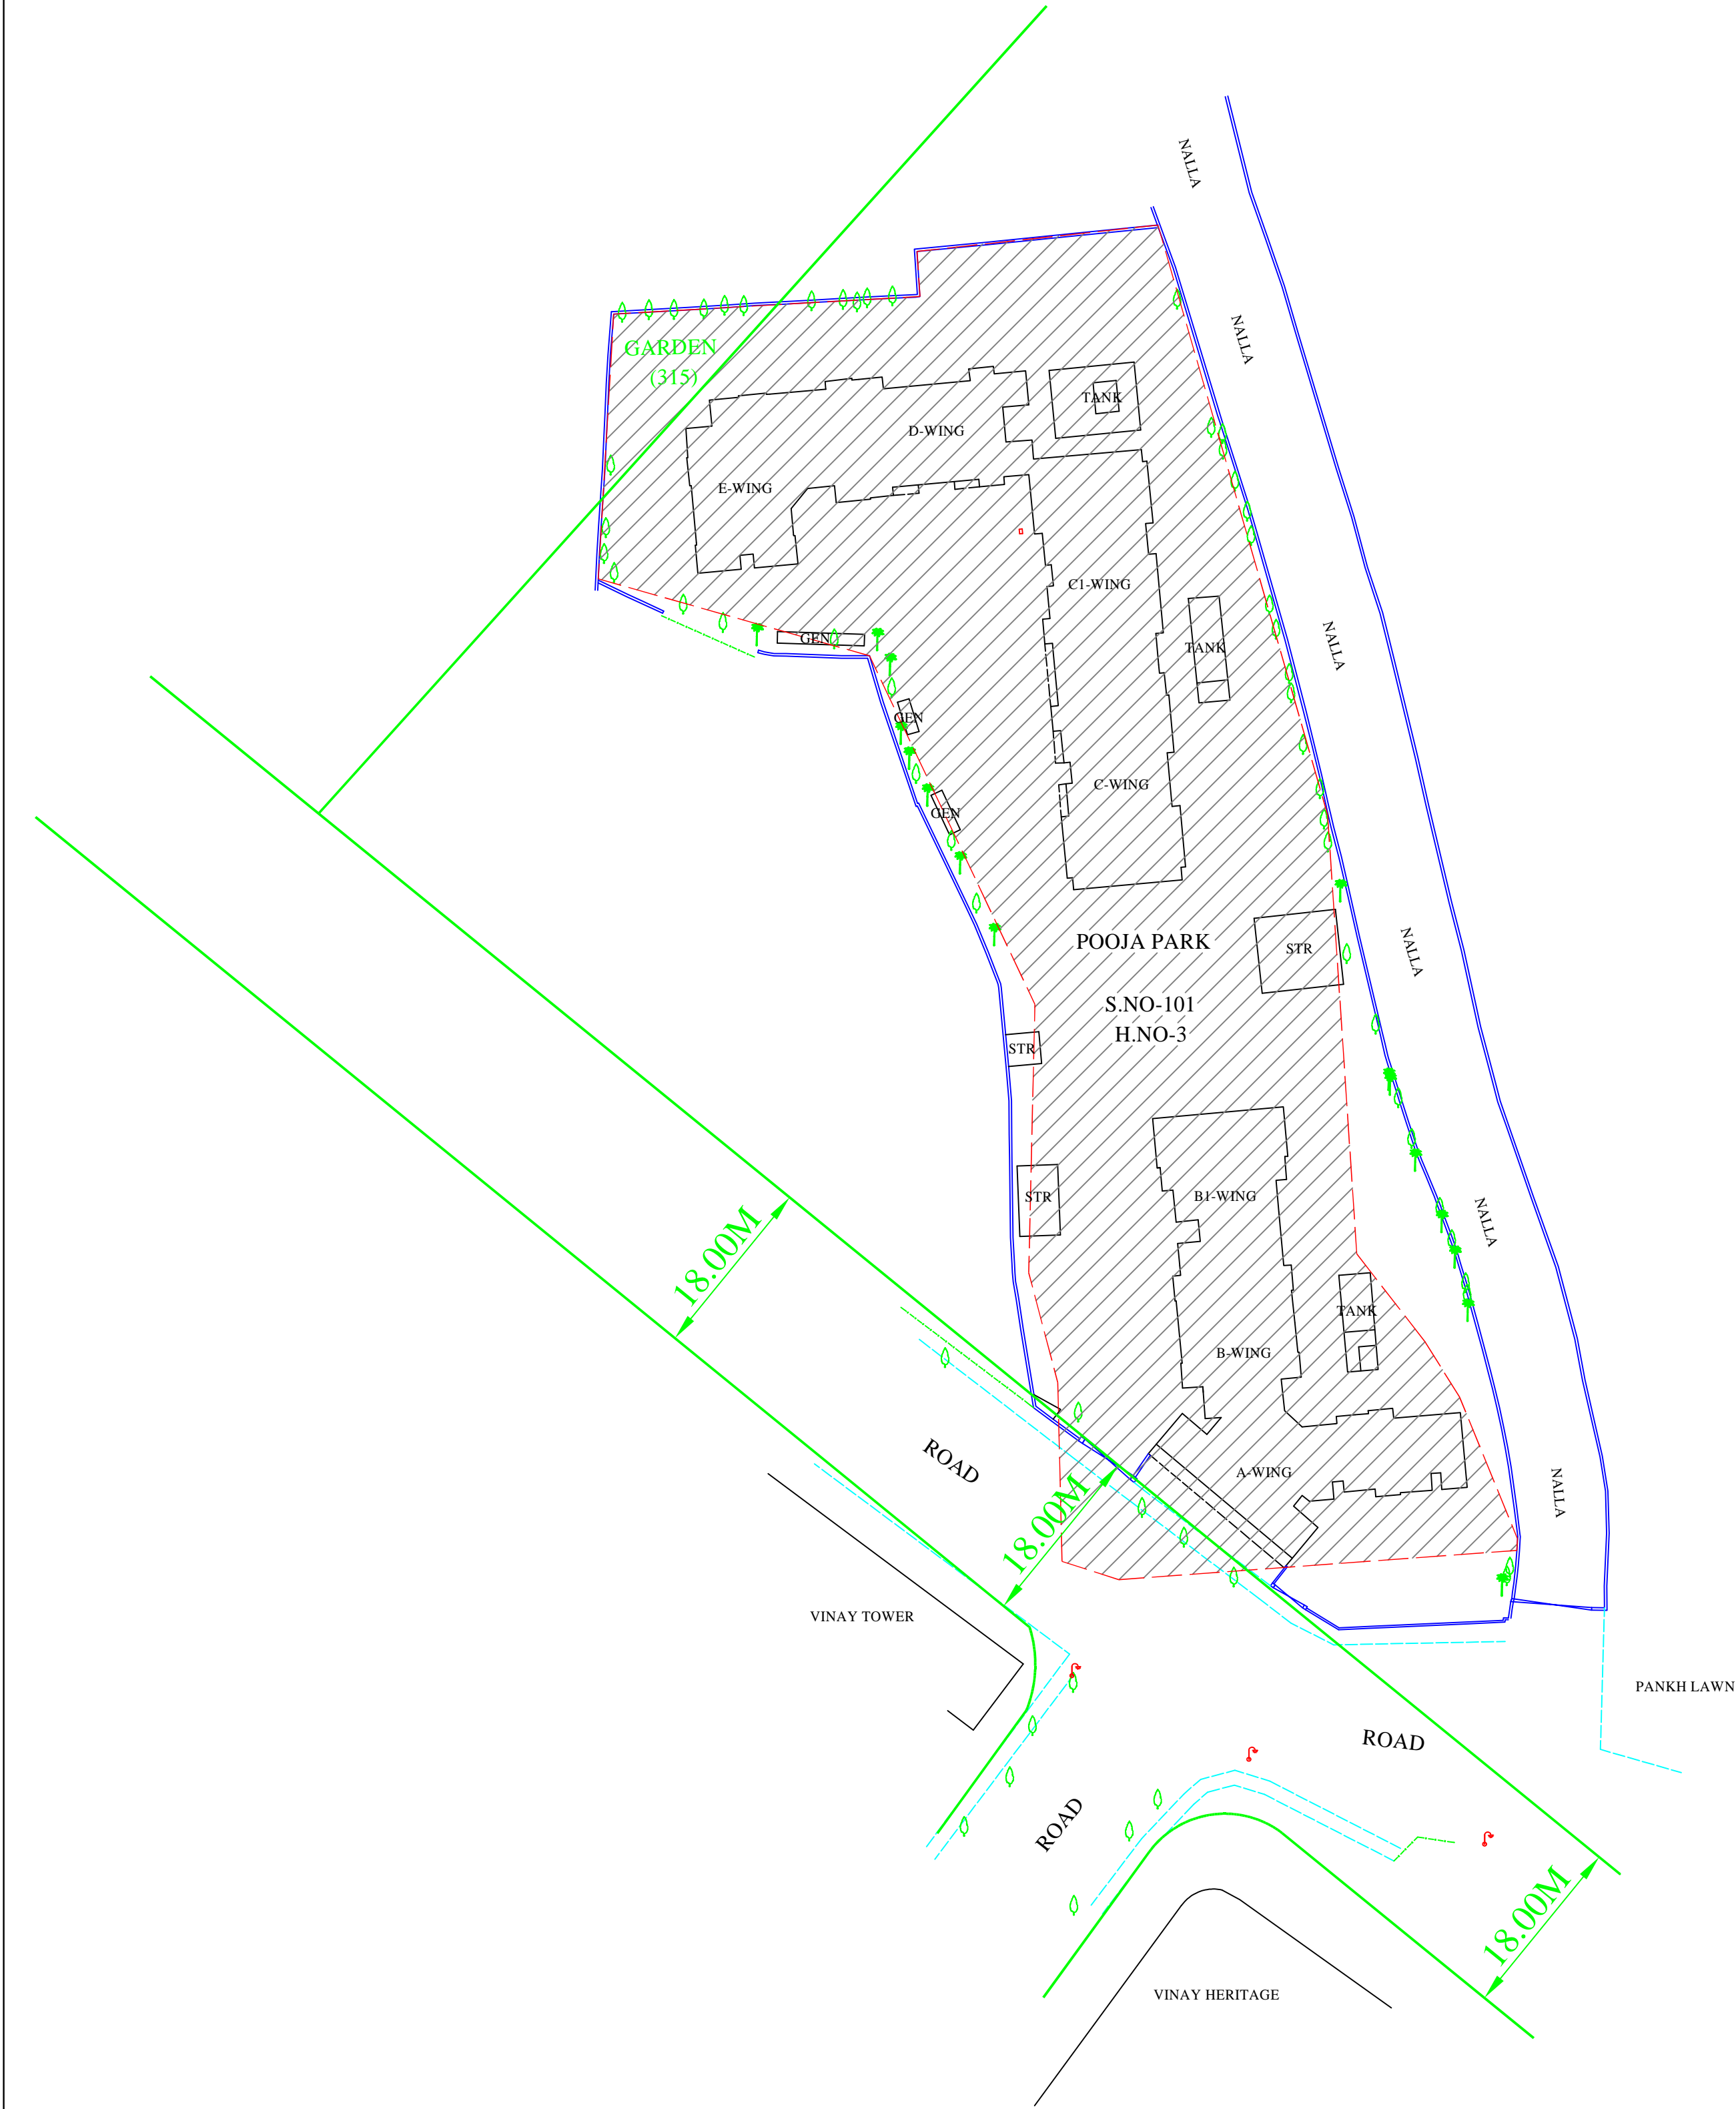 NALLA
NALLA
GARDEN
(315)
TANK
D-WING
E-WING
C1-WING
NALLA
GEN
TANK
GEN
C-WING
GEN
POOJA PARK
STR
NALLA
S.NO-101
H.NO-3
STR
STR
B1-WING
NALLA
18.00M
TANK
B-WING
ROAD
A-WING
NALLA
18.00M
VINAY TOWER
PANKH LAWN
ROAD
ROAD
18.00M
VINAY HERITAGE